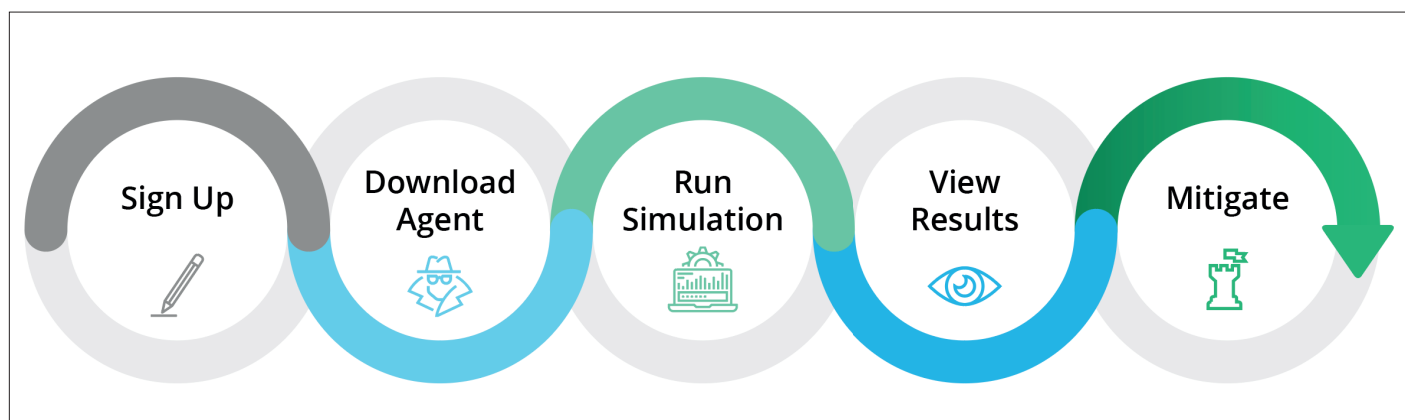 Sign Up
Download
Agent
Run
Simulation
View
Results
Mitigate